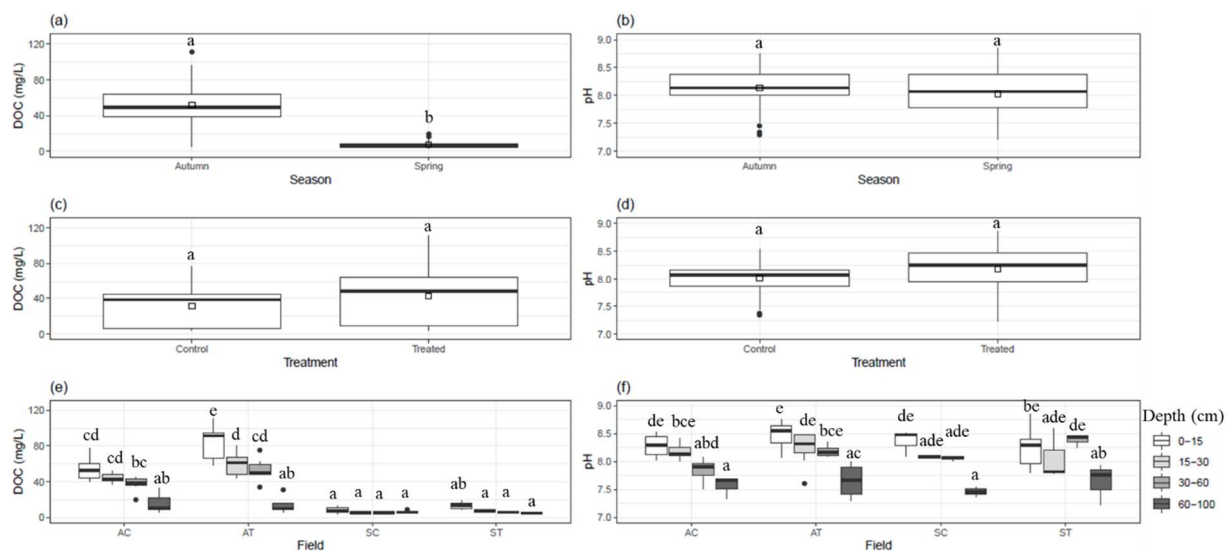 (a)
DOC (mg/L)
120
80
40
0
a
b
Autumn
Spring
Season
(b)
pH
9.0
8.5
8.0
7.5
7.0
a
a
Autumn
Spring
Season
(c)
DOC (mg/L)
120
80
40
0
a
a
Control
Treated
Treatment
(d)
pH
9.0
8.5
8.0
7.5
7.0
a
a
Control
Treated
Treatment
(e)
DOC (mg/L)
120
80
40
0
cd
cd
bc
ab
e
d
cd
ab
a
a
a
a
ab
a
a
a
AC
AT
SC
ST
Field
(f)
pH
9.0
8.5
8.0
7.5
7.0
de
bce
abd
a
e
de
bce
ac
de
ade
ade
a
be
ade
de
ab
AC
AT
SC
ST
Field
Depth (cm)
0-15
15-30
30-60
60-100